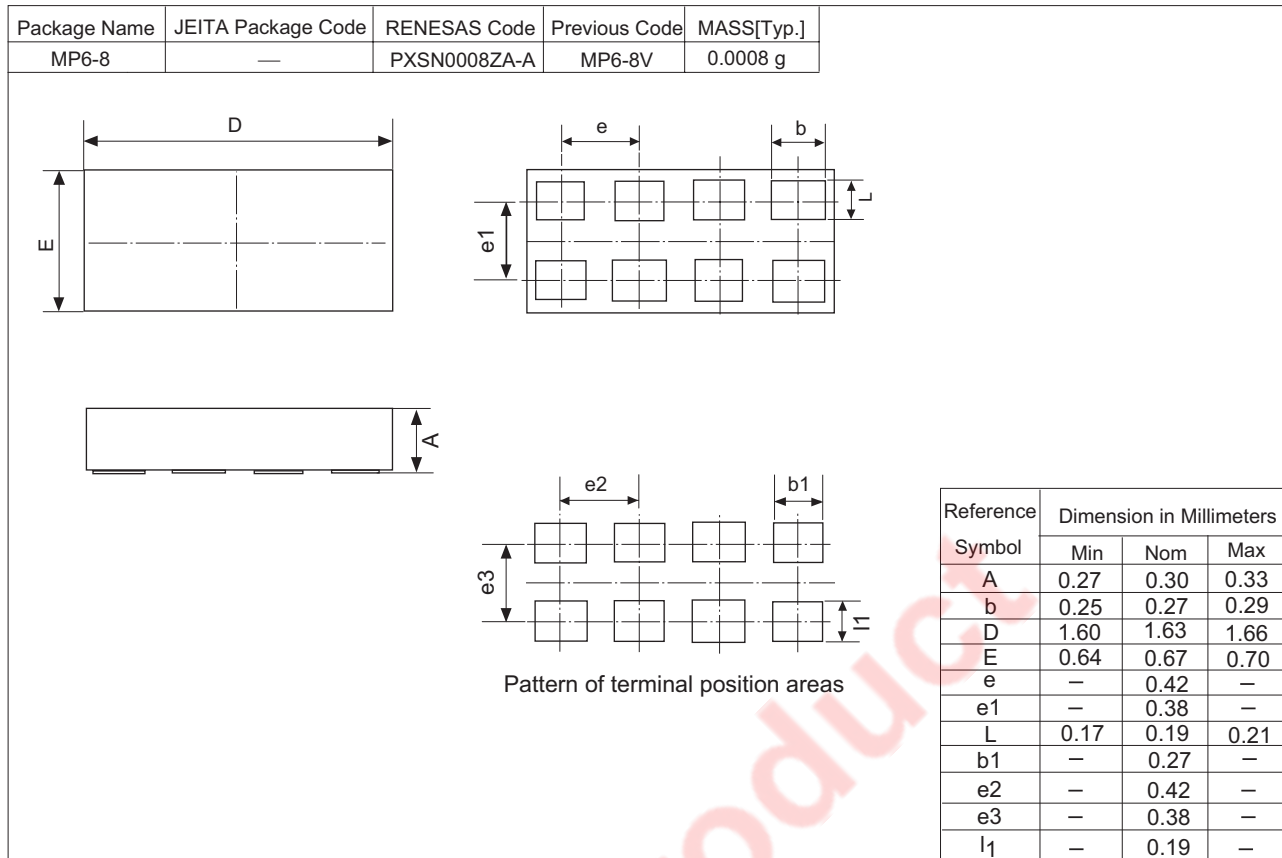 Package Name JEITA Package Code RENESAS Code Previous Code MASS[Typ.]
MP6-8 — PXSN0008ZA-A MP6-8V 0.0008 g
D
E
e
b
L
e1
A
e2
b1
e3
l1
Pattern of terminal position areas
Reference Symbol Dimension in Millimeters
Min Nom Max
A 0.27 0.30 0.33
b 0.25 0.27 0.29
D 1.60 1.63 1.66
E 0.64 0.67 0.70
e – 0.42 –
e1 – 0.38 –
L 0.17 0.19 0.21
b1 – 0.27 –
e2 – 0.42 –
e3 – 0.38 –
l1 – 0.19 –
oduct